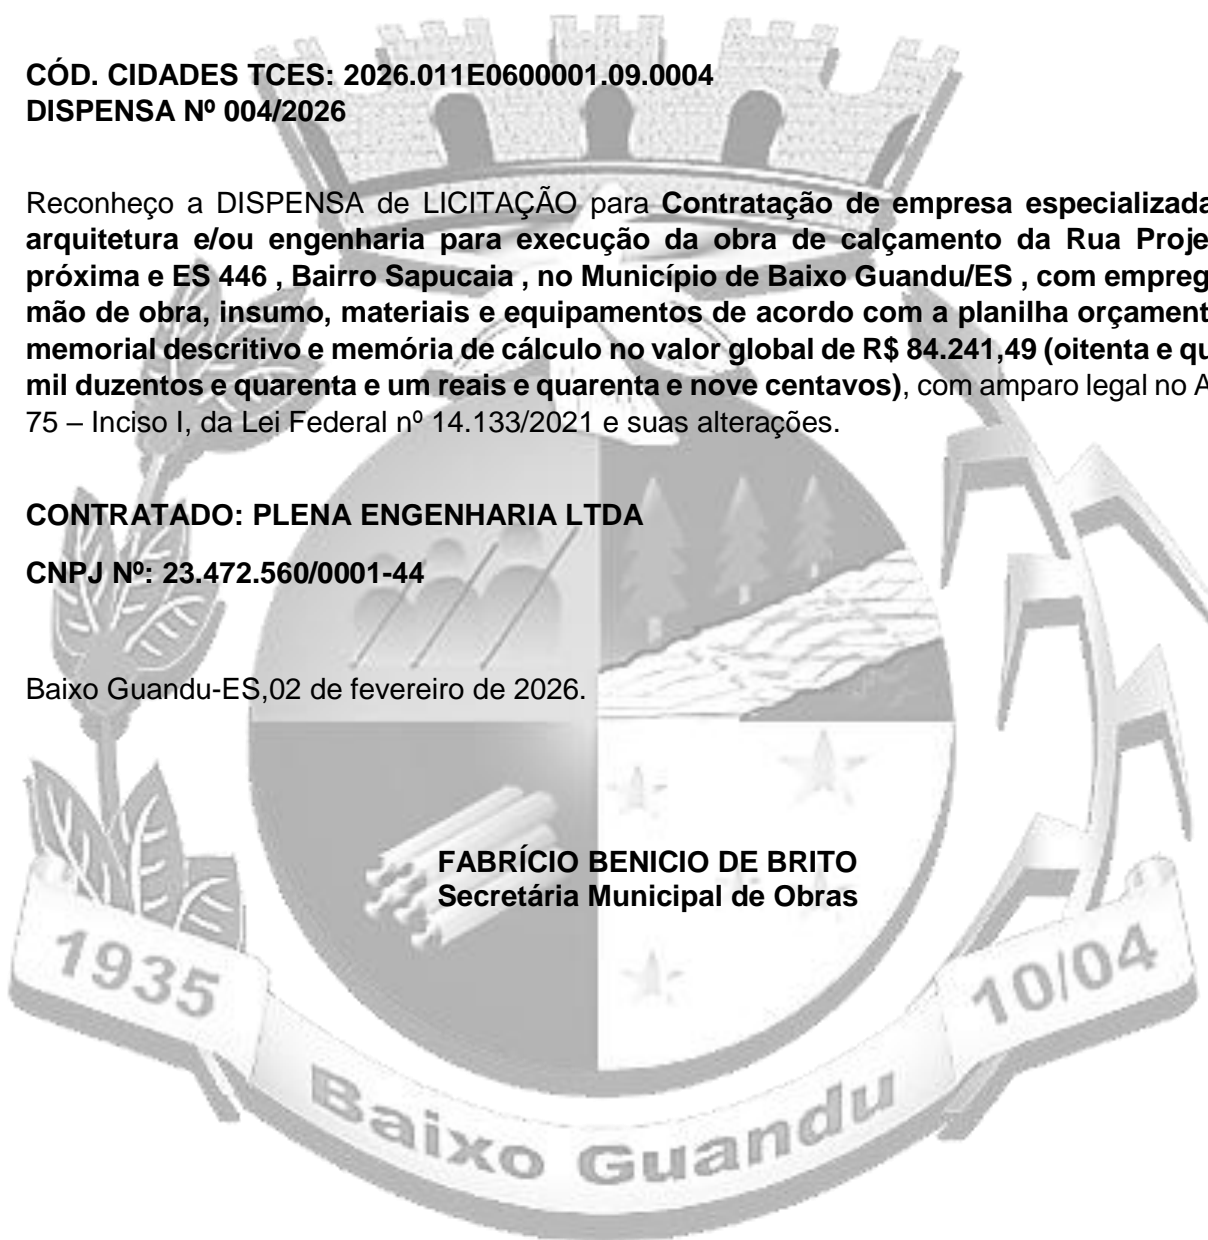 CÓD. CIDADES TCES: 2026.011E0600001.09.0004
DISPENSA Nº 004/2026
Reconheço a DISPENSA de LICITAÇÃO para Contratação de empresa especializada
arquitetura e/ou engenharia para execução da obra de calçamento da Rua Proje
próxima e ES 446 , Bairro Sapucaia , no Município de Baixo Guandu/ES , com empreg
mão de obra, insumo, materiais e equipamentos de acordo com a planilha orçament
memorial descritivo e memória de cálculo no valor global de R$ 84.241,49 (oitenta e qu
mil duzentos e quarenta e um reais e quarenta e nove centavos), com amparo legal no A
75 – Inciso I, da Lei Federal nº 14.133/2021 e suas alterações.
CONTRATADO: PLENA ENGENHARIA LTDA
CNPJ Nº: 23.472.560/0001-44
Baixo Guandu-ES,02 de fevereiro de 2026.
FABRÍCIO BENICIO DE BRITO
Secretária Municipal de Obras
1935
10/04
Baixo Guandu